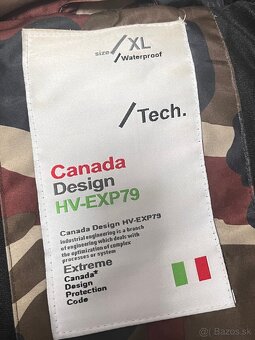 size /XL
/Waterproof
/Tech.
Canada
Design
HV-EXP79
Canada Design HV-EXP79
Industrial engineering is a branch
of engineering which deals with
the optimization of complex
processes or system
Extreme
Canada*
Design
Protection
Code
Bazos.sk